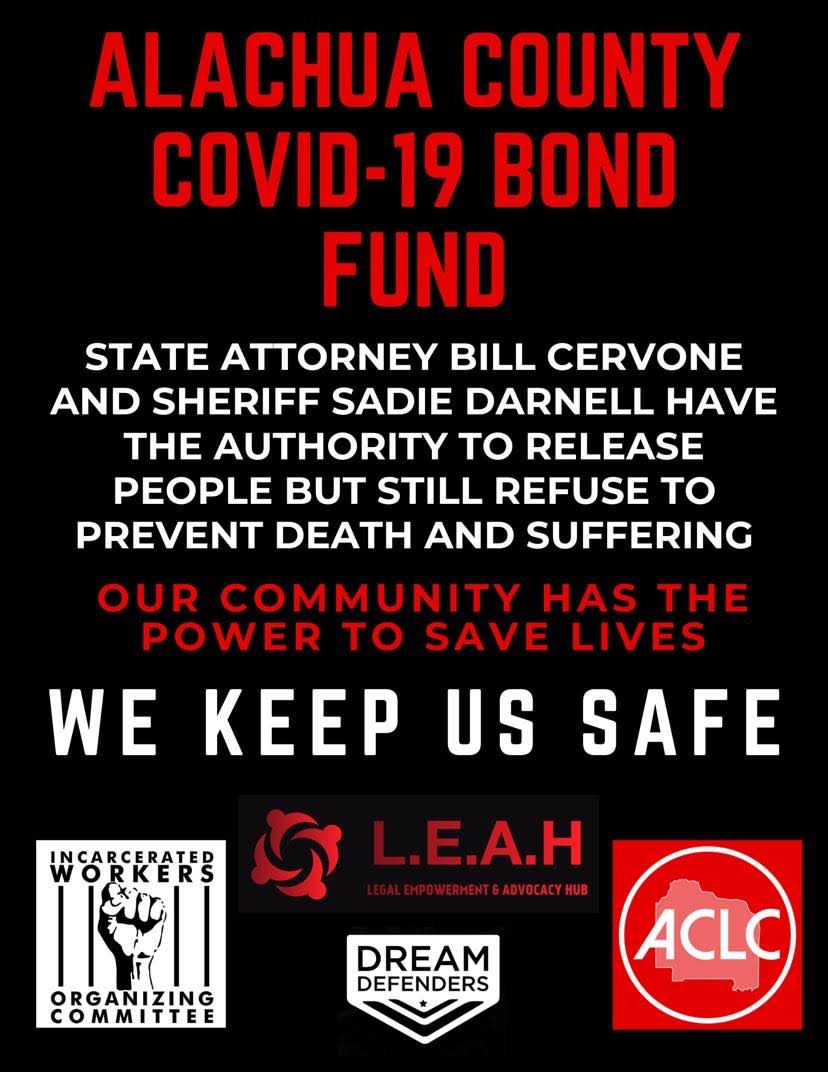 ALACHUA COUNTY
COVID-19 BOND
FUND
STATE ATTORNEY BILL CERVONE
AND SHERIFF SADIE DARNELL HAVE
THE AUTHORITY TO RELEASE
PEOPLE BUT STILL REFUSE TO
PREVENT DEATH AND SUFFERING
OUR COMMUNITY HAS THE
POWER TO SAVE LIVES
WE KEEP US SAFE
L.E.A.H
LEGAL EMPOWERMENT & ADVOCACY HUB
INCARCERATED
WORKERS
ORGANIZING
COMMITTEE
DREAM
DEFENDERS
ACLC